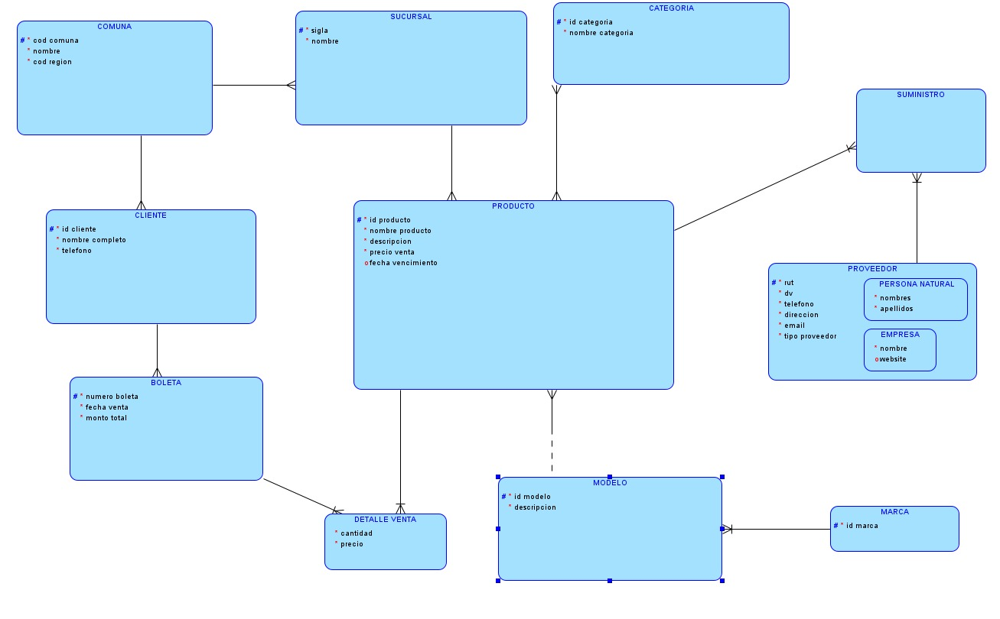 COMUNA
# * cod comuna
* nombre
* cod region
SUCURSAL
# * sigla
* nombre
CATEGORIA
# * id categoria
* nombre categoria
SUMINISTRO
CLIENTE
# * id cliente
* nombre completo
* telefono
PRODUCTO
# * id producto
* nombre producto
* descripcion
* precio venta
o fecha vencimiento
PROVEEDOR
# * rut
* dv
* telefono
* direccion
* email
* tipo proveedor
PERSONA NATURAL
* nombres
* apellidos
EMPRESA
* nombre
o website
BOLETA
# * numero boleta
* fecha venta
* monto total
DETALLE VENTA
* cantidad
* precio
MODELO
# * id modelo
* descripcion
MARCA
# * id marca